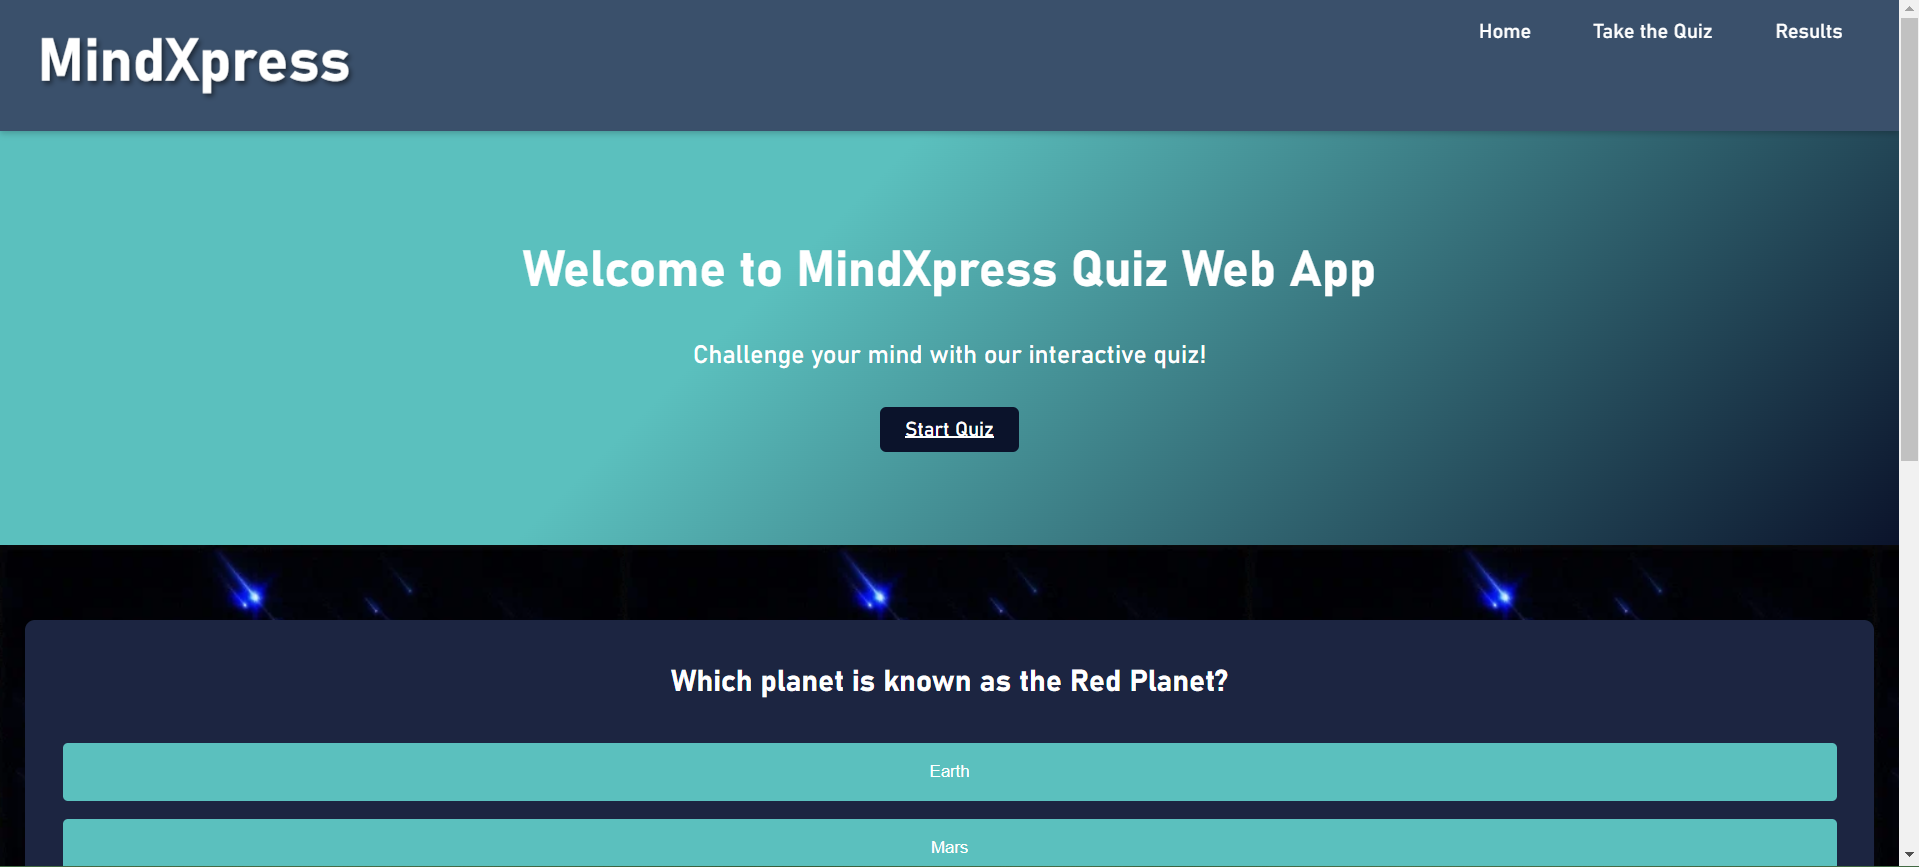 MindXpress
Home Take the Quiz Results
Welcome to MindXpress Quiz Web App
Challenge your mind with our interactive quiz!
Start Quiz
Which planet is known as the Red Planet?
Earth
Mars